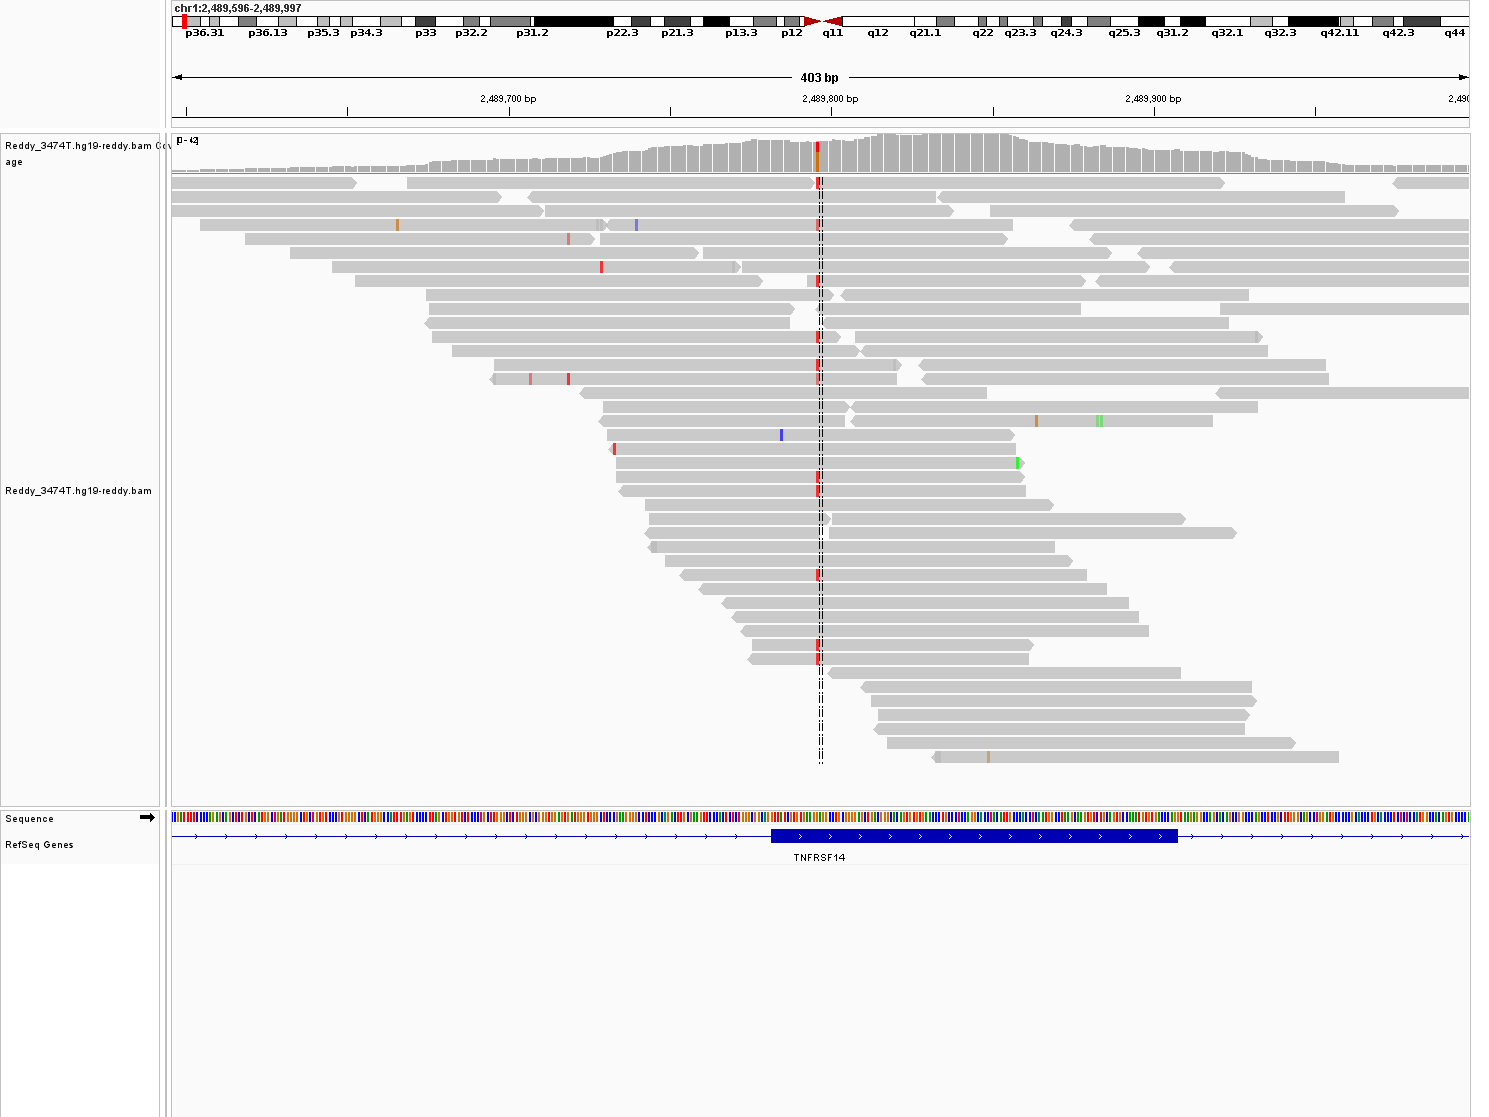 chr1:2,489,596-2,489,997
p36.31 p36.13 p35.3 p34.3 p33 p32.2 p31.2 p22.3 p21.3 p13.3 p12 q11 q12 q21.1 q22 q23.3 q24.3 q25.3 q31.2 q32.1 q32.3 q42.11 q42.3 q44
403 bp
2,489,700 bp 2,489,800 bp 2,489,900 bp 2,490
Reddy_3474T.hg19-reddy.bam Cov
age
[0 - 42]
Reddy_3474T.hg19-reddy.bam
Sequence
RefSeq Genes
TNFRSF14